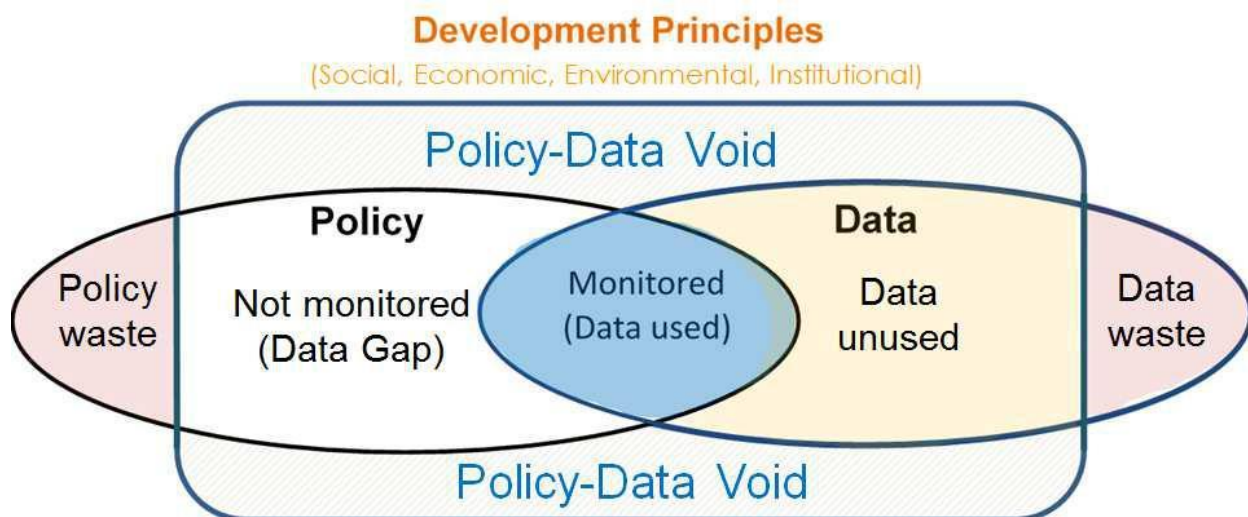 Development Principles
(Social, Economic, Environmental, Institutional)
Policy-Data Void
Policy
Data
Policy
waste
Not monitored
(Data Gap)
Monitored
(Data used)
Data
unused
Data
waste
Policy-Data Void